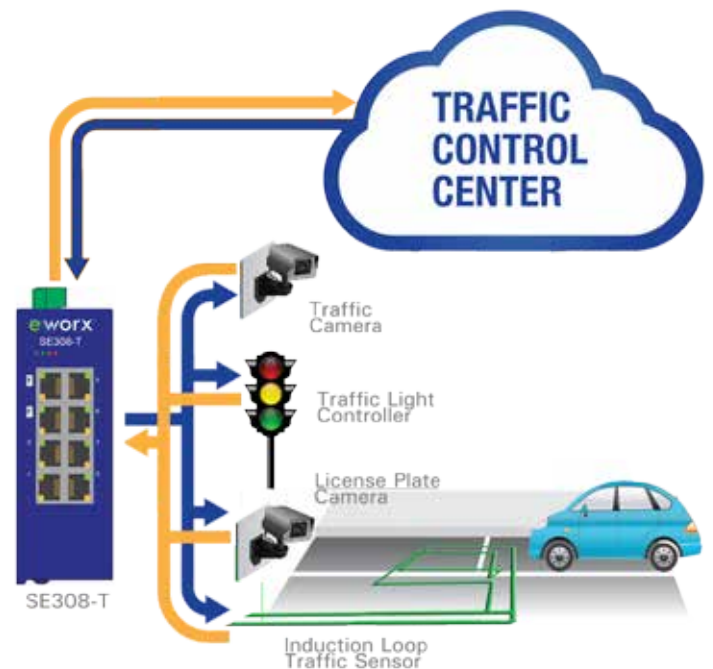 TRAFFIC
CONTROL
CENTER
eworx
SE308-T
Traffic
Camera
Traffic Light
Controller
License Plate
Camera
SE308-T
Induction Loop
Traffic Sensor